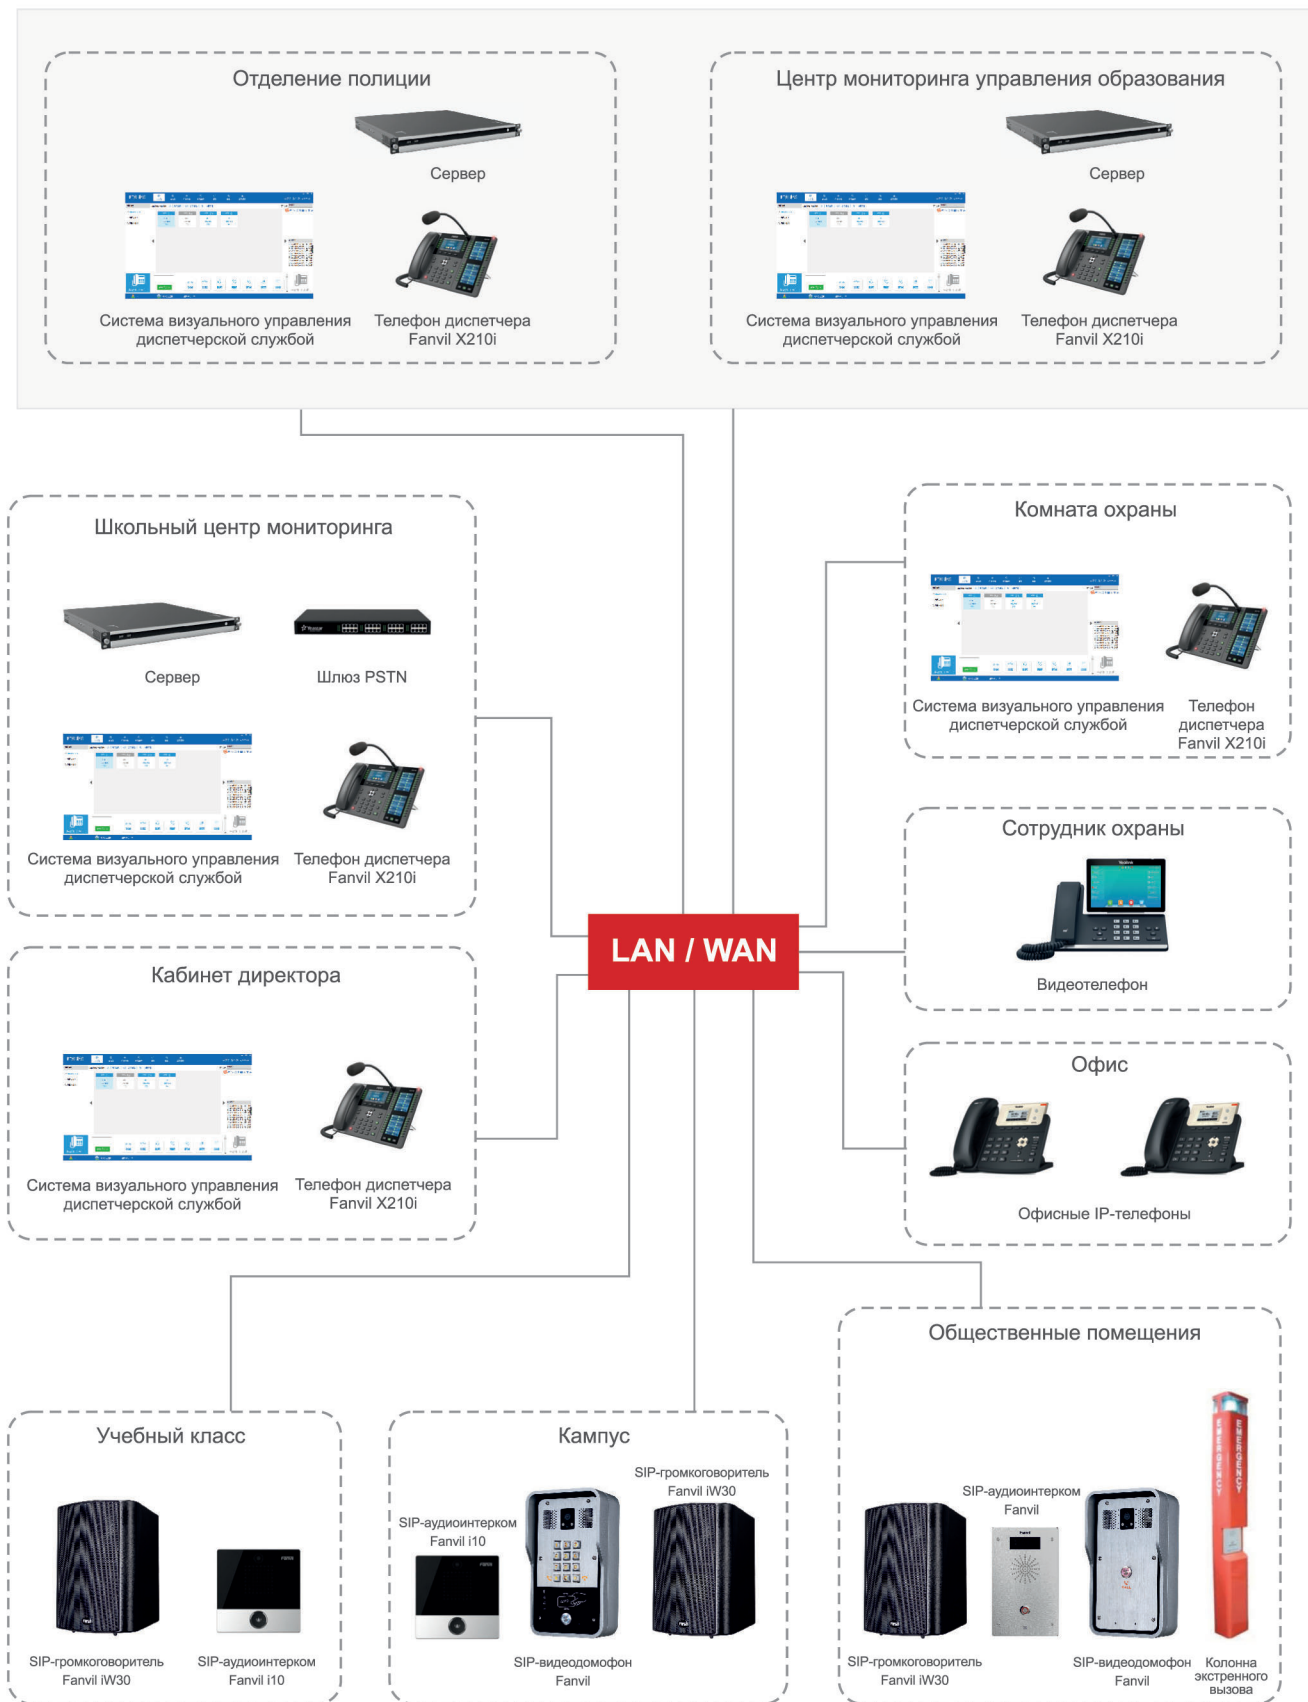 Отделение полиции
Сервер
Система визуального управления
диспетчерской службой
Телефон диспетчера
Fanvil X210i
Центр мониторинга управления образования
Сервер
Система визуального управления
диспетчерской службой
Телефон диспетчера
Fanvil X210i
Школьный центр мониторинга
Сервер
Шлюз PSTN
Система визуального управления
диспетчерской службой
Телефон диспетчера
Fanvil X210i
Комната охраны
Система визуального управления
диспетчерской службой
Телефон
диспетчера
Fanvil X210i
Сотрудник охраны
Видеотелефон
LAN / WAN
Кабинет директора
Система визуального управления
диспетчерской службой
Телефон диспетчера
Fanvil X210i
Офис
Офисные IP-телефоны
Учебный класс
SIP-громкоговоритель
Fanvil iW30
SIP-аудиоинтерком
Fanvil i10
Кампус
SIP-аудиоинтерком
Fanvil i10
SIP-видеодомофон
Fanvil
SIP-громкоговоритель
Fanvil iW30
Общественные помещения
SIP-громкоговоритель
Fanvil iW30
SIP-аудиоинтерком
Fanvil
SIP-видеодомофон
Fanvil
EMERGENCY
EMERGENCY
Колонна
экстренного
вызова